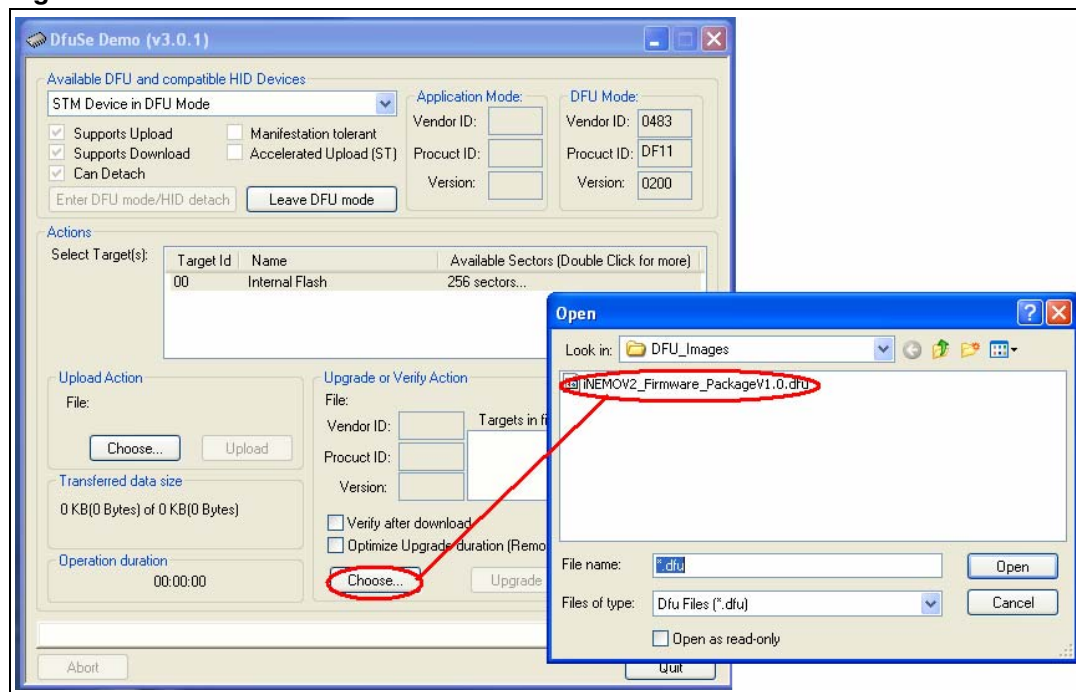 DfuSe Demo (v3.0.1)
Available DFU and compatible HID Devices
STM Device in DFU Mode
Supports Upload
Manifestation tolerant
Supports Download
Accelerated Upload (ST)
Can Detach
Enter DFU mode/HID detach
Leave DFU mode
Application Mode:
Vendor ID:
Procuct ID:
Version:
DFU Mode:
Vendor ID: 0483
Procuct ID: DF11
Version: 0200
Actions
Select Target(s):
Target Id Name Available Sectors (Double Click for more)
00 Internal Flash 256 sectors...
Upload Action
File:
Choose...
Upload
Transferred data size
0 KB(0 Bytes) of 0 KB(0 Bytes)
Operation duration
00:00:00
Upgrade or Verify Action
File:
Vendor ID:
Targets in fi
Procuct ID:
Version:
Verify after download
Optimize Upgrade duration (Remo
Choose...
Upgrade
Abort
Quit
Open
Look in: DFU_Images
iNEMOV2_Firmware_PackageV1.0.dfu
File name: *.dfu
Open
Files of type: Dfu Files (*.dfu)
Cancel
Open as read-only